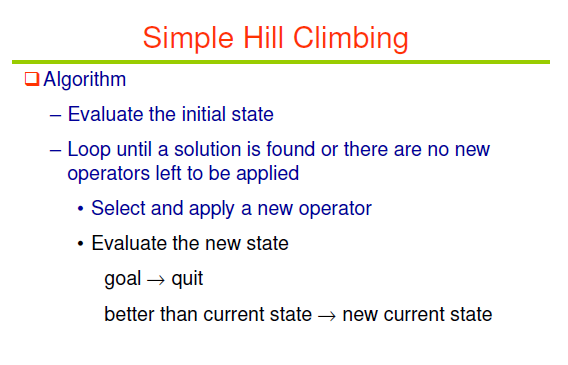 Simple Hill Climbing
❑ Algorithm
– Evaluate the initial state
– Loop until a solution is found or there are no new
operators left to be applied
• Select and apply a new operator
• Evaluate the new state
goal → quit
better than current state → new current state